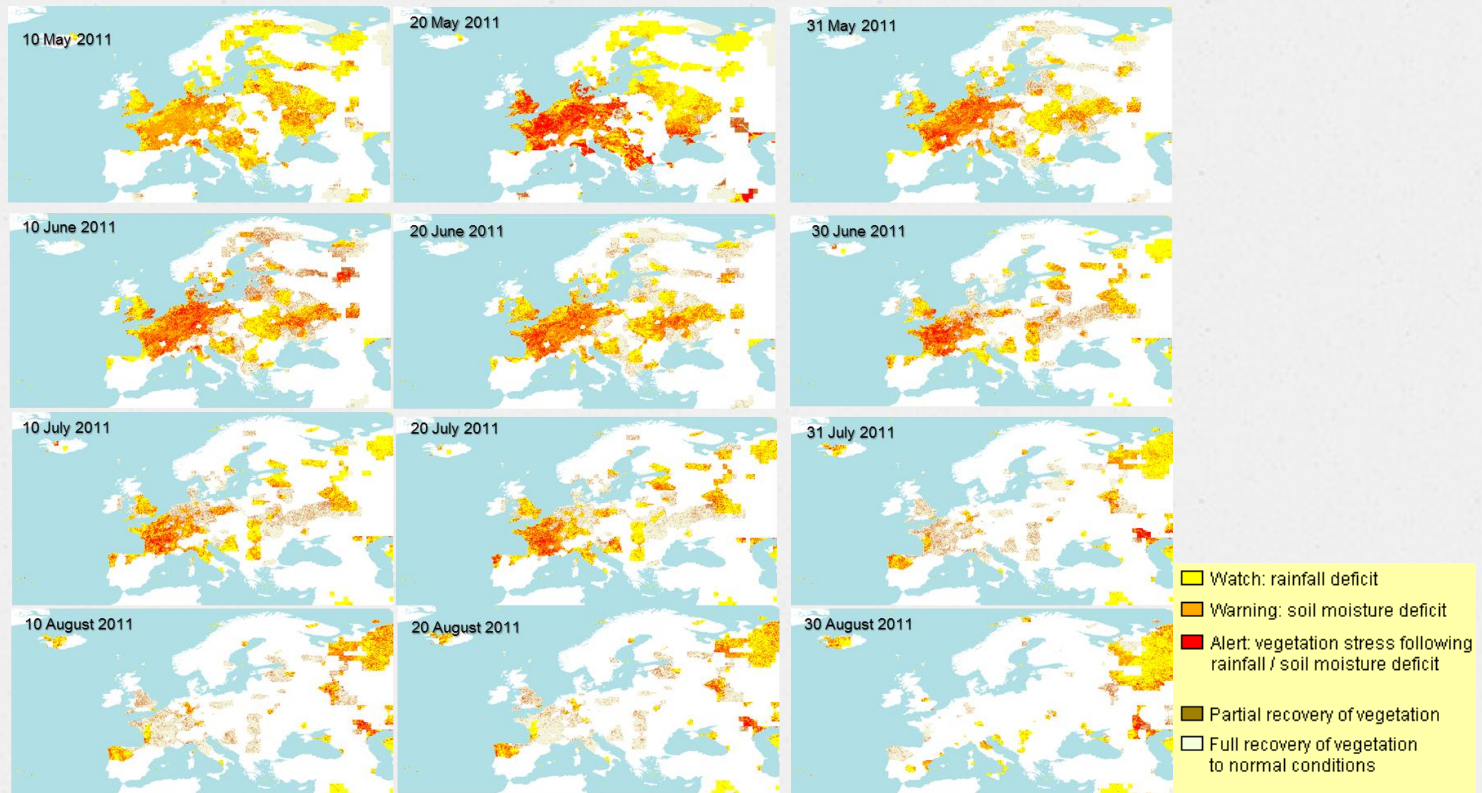 10 May 2011
20 May 2011
31 May 2011
10 June 2011
20 June 2011
30 June 2011
10 July 2011
20 July 2011
31 July 2011
10 August 2011
20 August 2011
30 August 2011
Watch: rainfall deficit
Warning: soil moisture deficit
Alert: vegetation stress following
rainfall / soil moisture deficit
Partial recovery of vegetation
Full recovery of vegetation
to normal conditions